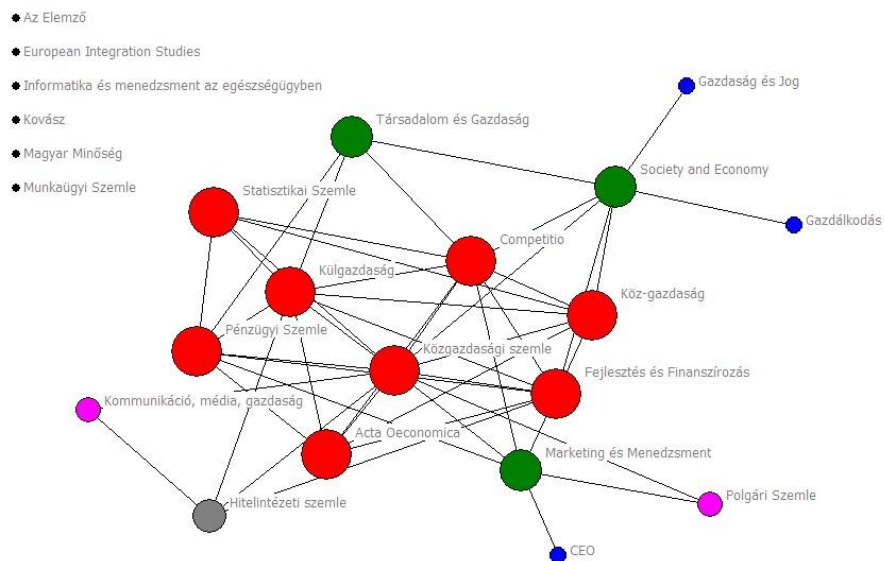 Az Elemző
European Integration Studies
Informatika és menedzsment az egészségügyben
Kovász
Magyar Minőség
Munkaügyi Szemle
Gazdaság és Jog
Társadalom és Gazdaság
Society and Economy
Statisztikai Szemle
Gazdálkodás
Competitio
Külgazdaság
Köz-gazdaság
Pénzügyi Szemle
Közgazdasági szemle
Fejlesztés és Finanszírozás
Kommunikáció, média, gazdaság
Acta Oeconomica
Marketing és Menedzsment
Hitelintézeti szemle
Polgári Szemle
CEO